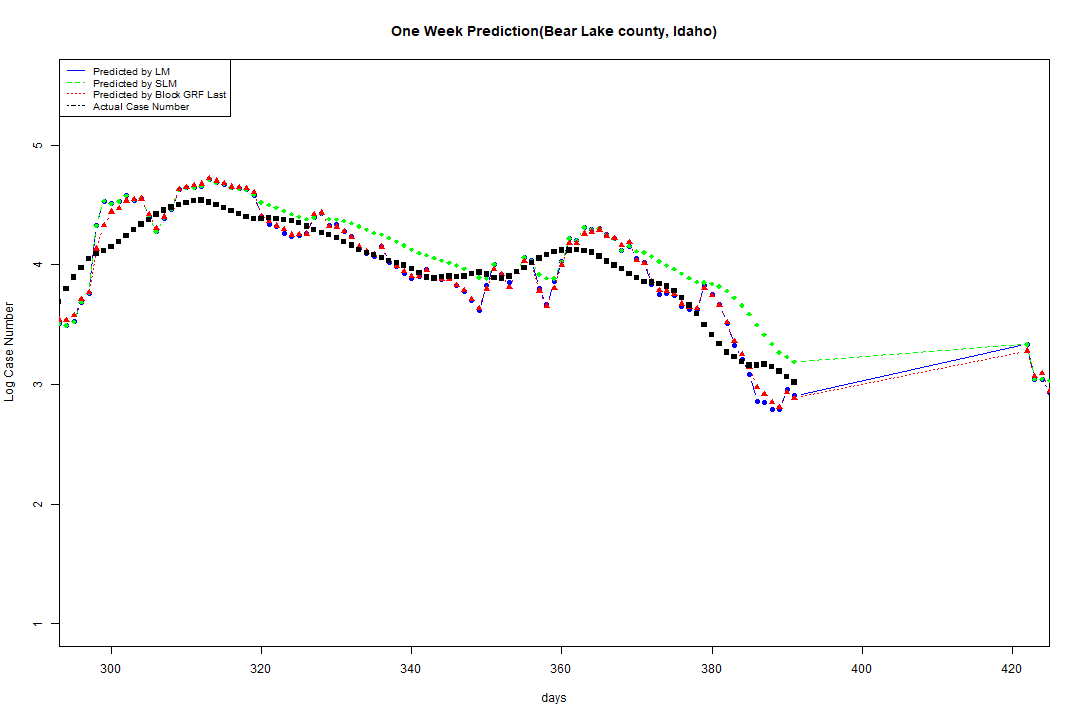 One Week Prediction(Bear Lake county, Idaho)
Predicted by LM
Predicted by SLM
Predicted by Block GRF Last
Actual Case Number
5
4
3
2
1
Log Case Number
300 320 340 360 380 400 420
days